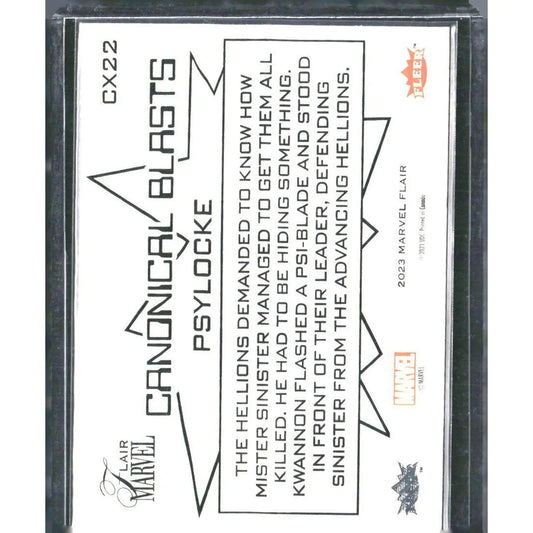 FLAIR
MARVEL
CANONICAL BLASTS
CX22
PSYLOCKE
THE HELLIONS DEMANDED TO KNOW HOW
MISTER SINISTER MANAGED TO GET THEM ALL
KILLED. HE HAD TO BE HIDING SOMETHING.
KWANNON FLASHED A PSI-BLADE AND STOOD
IN FRONT OF THEIR LEADER, DEFENDING
SINISTER FROM THE ADVANCING HELLIONS.
MARVEL
© MARVEL
2023 MARVEL FLAIR
FLEER